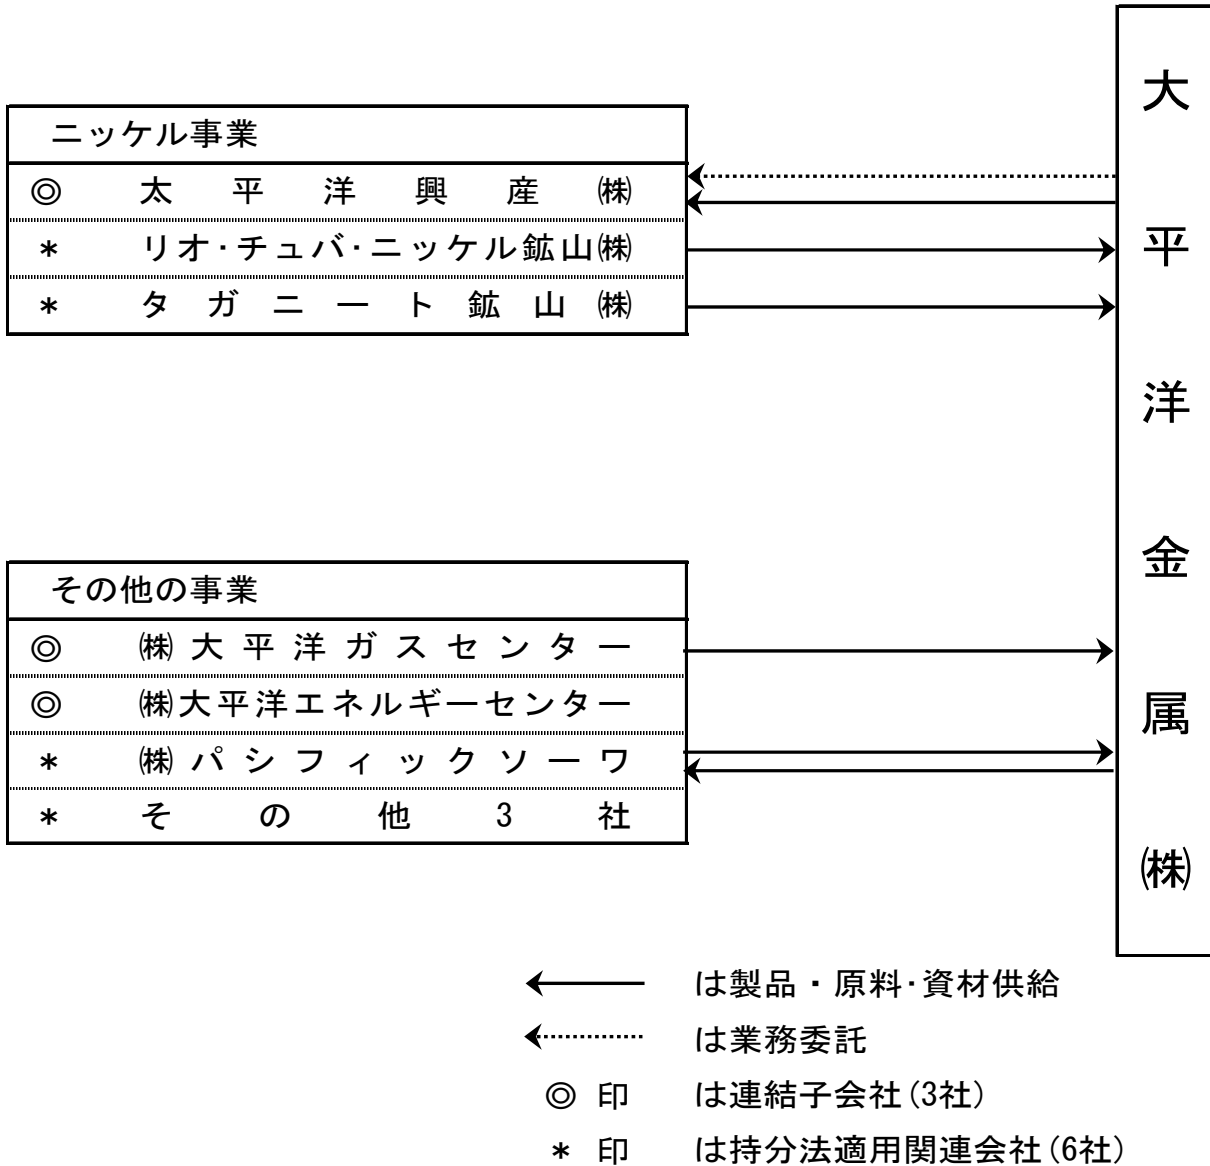 ニッケル事業
◎ 太平洋興産㈱
* リオ・チュバ・ニッケル鉱山㈱
* タガニート鉱山㈱
その他の事業
◎ ㈱大平洋ガスセンター
◎ ㈱大平洋エネルギーセンター
* ㈱パシフィックソーワ
* その他3社
大平洋金属㈱
は製品・原料・資材供給
は業務委託
◎ 印 は連結子会社(3社)
* 印 は持分法適用関連会社(6社)